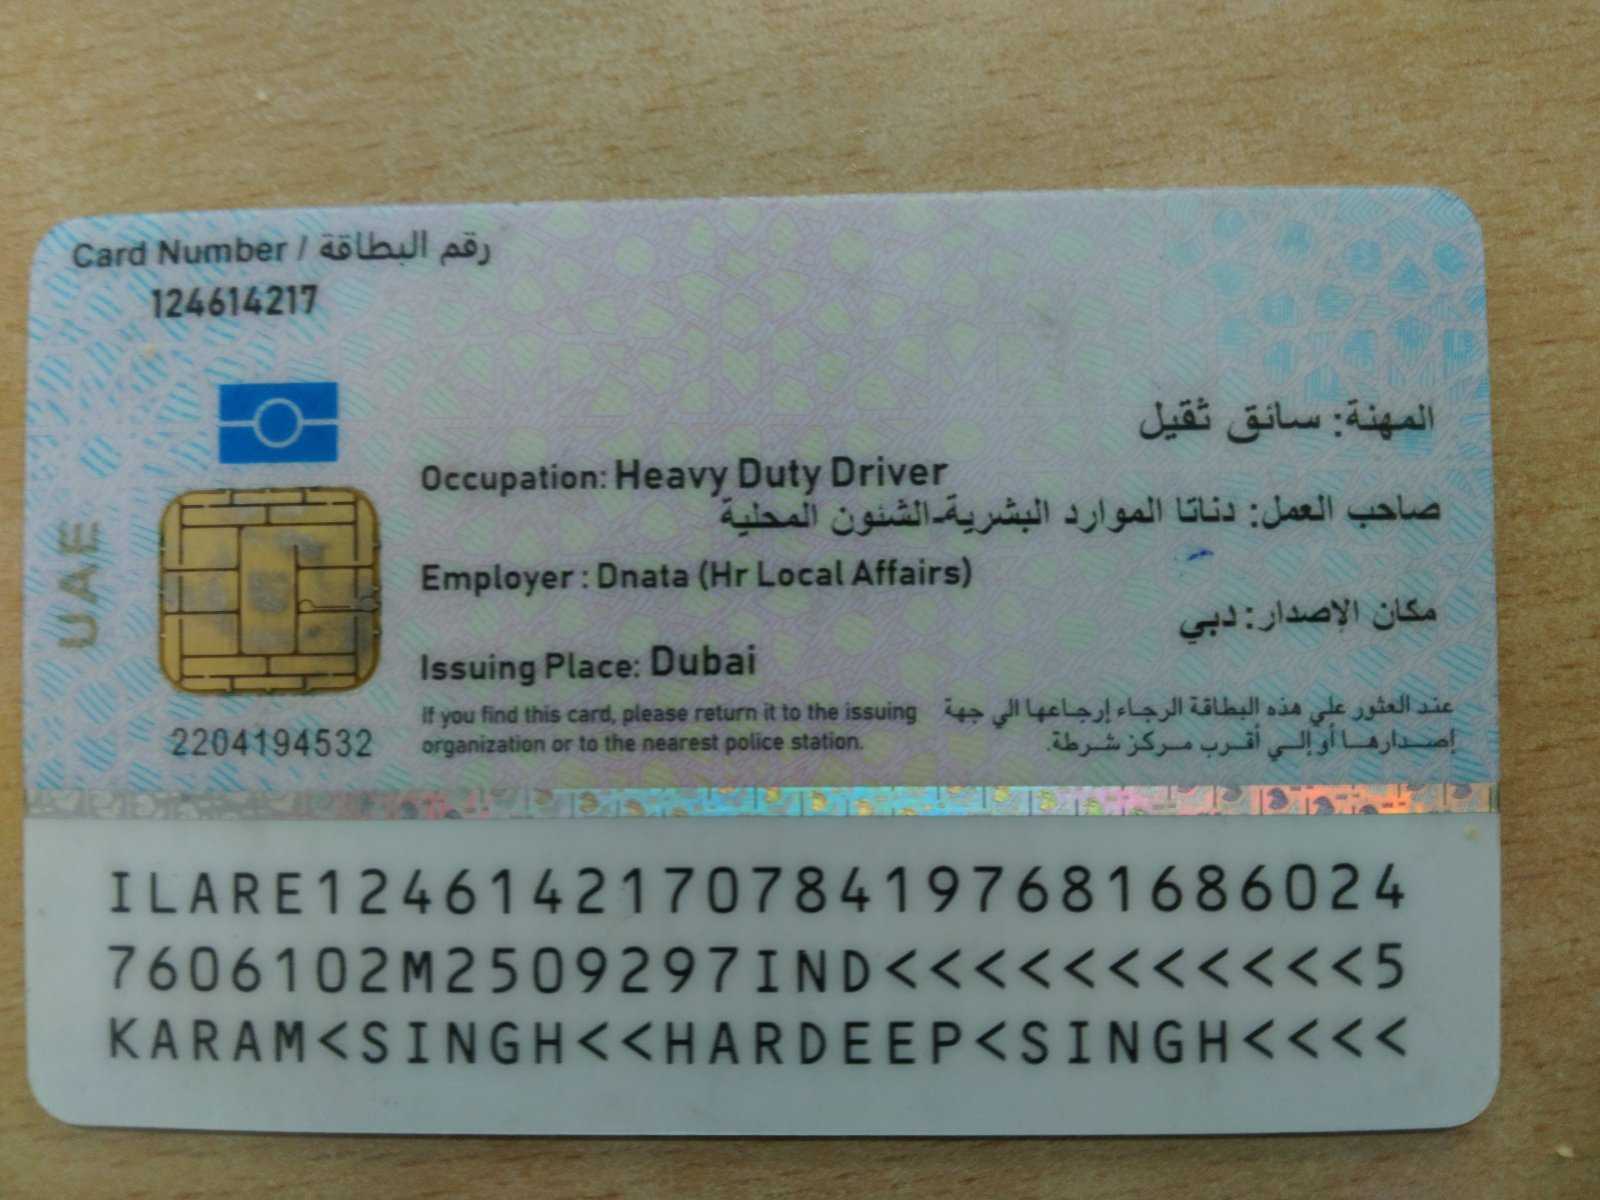 Card Number / رقم البطاقة
124614217
المهنة: سائق ثقيل
Occupation: Heavy Duty Driver
صاحب العمل: دناتا الموارد البشرية-الشئون المحلية
Employer : Dnata (Hr Local Affairs)
مكان الإصدار: دبي
Issuing Place: Dubai
UAE
2204194532
If you find this card, please return it to the issuing
organization or to the nearest police station.
عند العثور علي هذه البطاقة الرجاء إرجاعها الي جهة
إصدارها أو إلي أقرب مركز شرطة.
ILARE1246142170784197681686024
7606102M2509297IND<<<<<<<<<<<5
KARAM<SINGH<<HARDEEP<SINGH<<<<